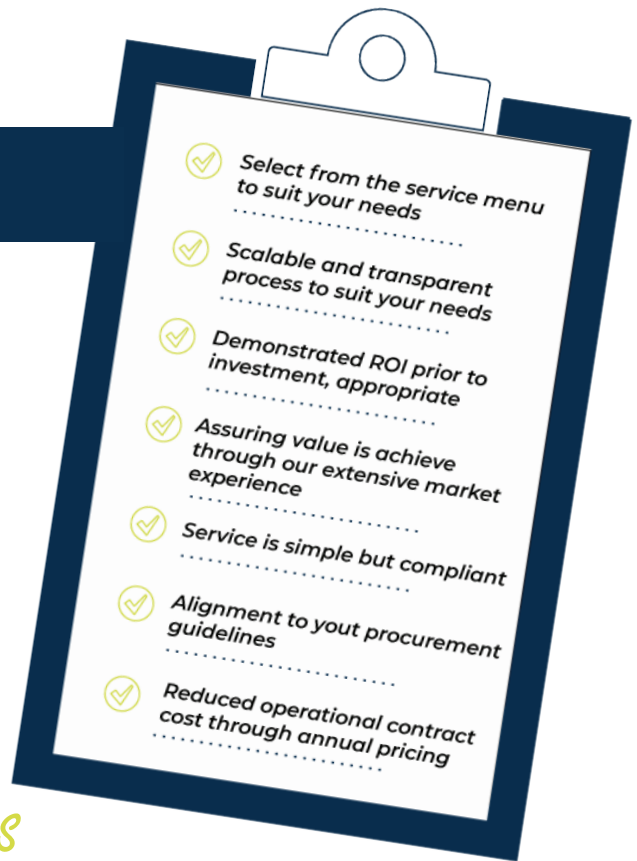 Select from the service menu
to suit your needs
Scalable and transparent
process to suit your needs
Demonstrated ROI prior to
investment, appropriate
Assuring value is achieve
through our extensive market
experience
Service is simple but compliant
Alignment to yout procurement
guidelines
Reduced operational contract
cost through annual pricing
s